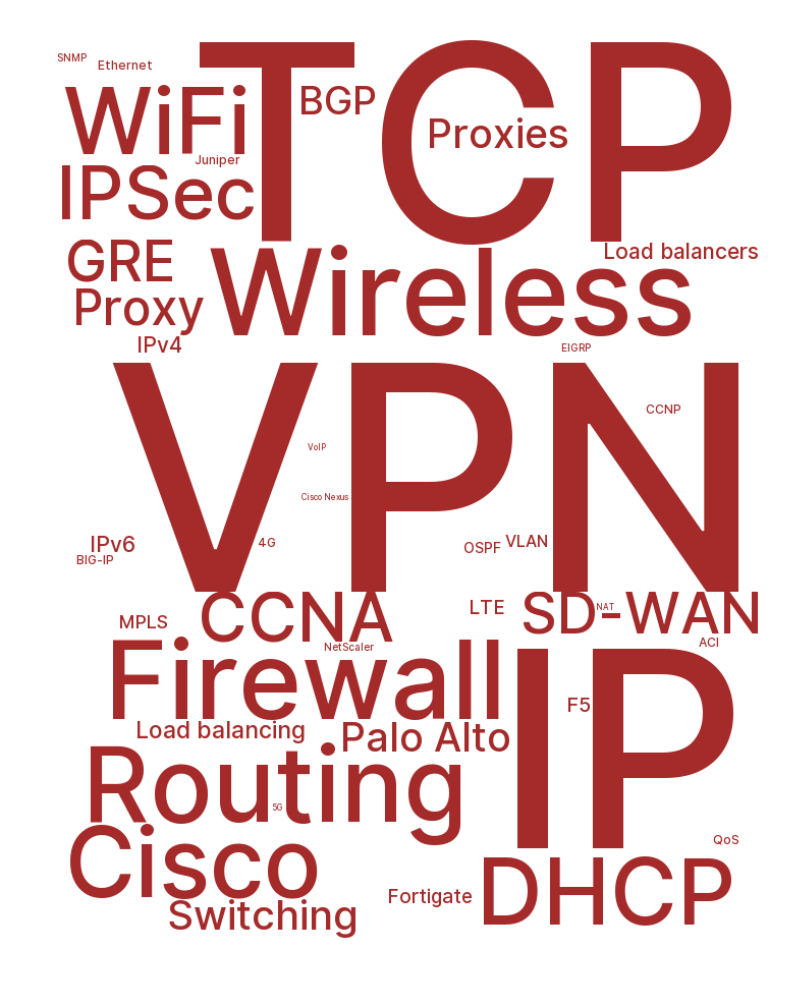 SNMP
Ethernet
TCP
WiFi
BGP
Proxies
Juniper
IPSec
GRE
Wireless
Load balancers
Proxy
IPv4
EIGRP
VPN
CCNP
VoIP
Cisco Nexus
IPv6
4G
OSPF
VLAN
BIG-IP
CCNA
LTE
SD-WAN
NAT
MPLS
NetScaler
ACI
Firewall
IP
F5
Load balancing
Palo Alto
Routing
5G
QoS
Cisco
DHCP
Fortigate
Switching